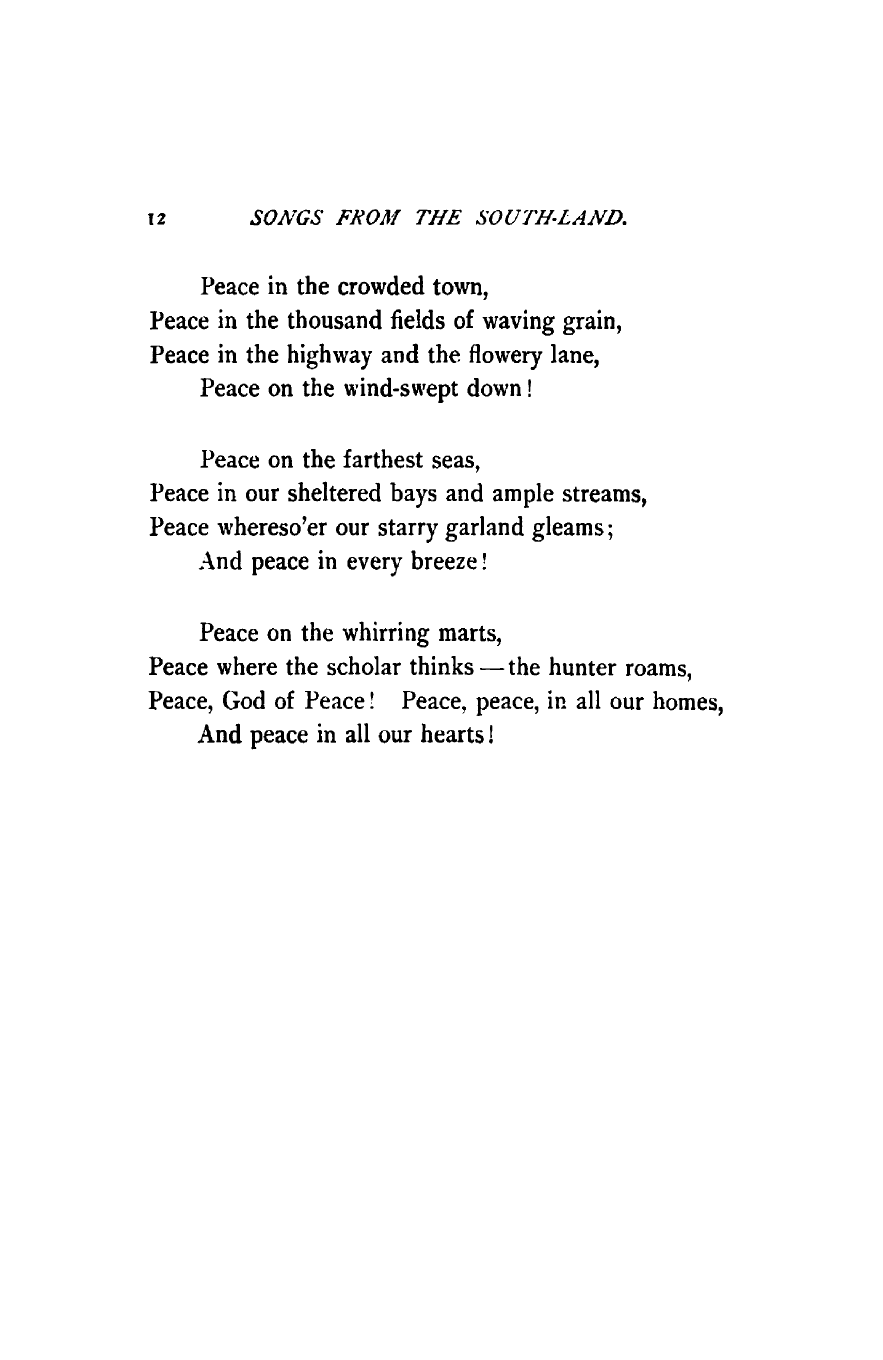 12 SONGS FROM THE SOUTH-LAND.
Peace in the crowded town,
Peace in the thousand fields of waving grain,
Peace in the highway and the flowery lane,
Peace on the wind-swept down!
Peace on the farthest seas,
Peace in our sheltered bays and ample streams,
Peace whereso'er our starry garland gleams;
And peace in every breeze!
Peace on the whirring marts,
Peace where the scholar thinks — the hunter roams,
Peace, God of Peace! Peace, peace, in all our homes,
And peace in all our hearts!